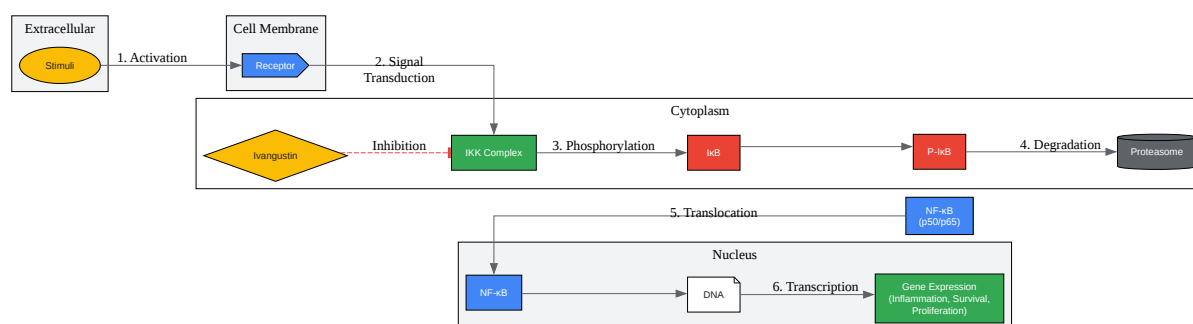 Extracellular
Cell Membrane
Stimuli
1. Activation
Receptor
2. Signal
Transduction
Cytoplasm
Ivangustin
Inhibition
IKK Complex
3. Phosphorylation
IκB
P-IκB
4. Degradation
Proteasome
NF-κB
(p50/p65)
5. Translocation
Nucleus
NF-κB
DNA
6. Transcription
Gene Expression
(Inflammation, Survival,
Proliferation)